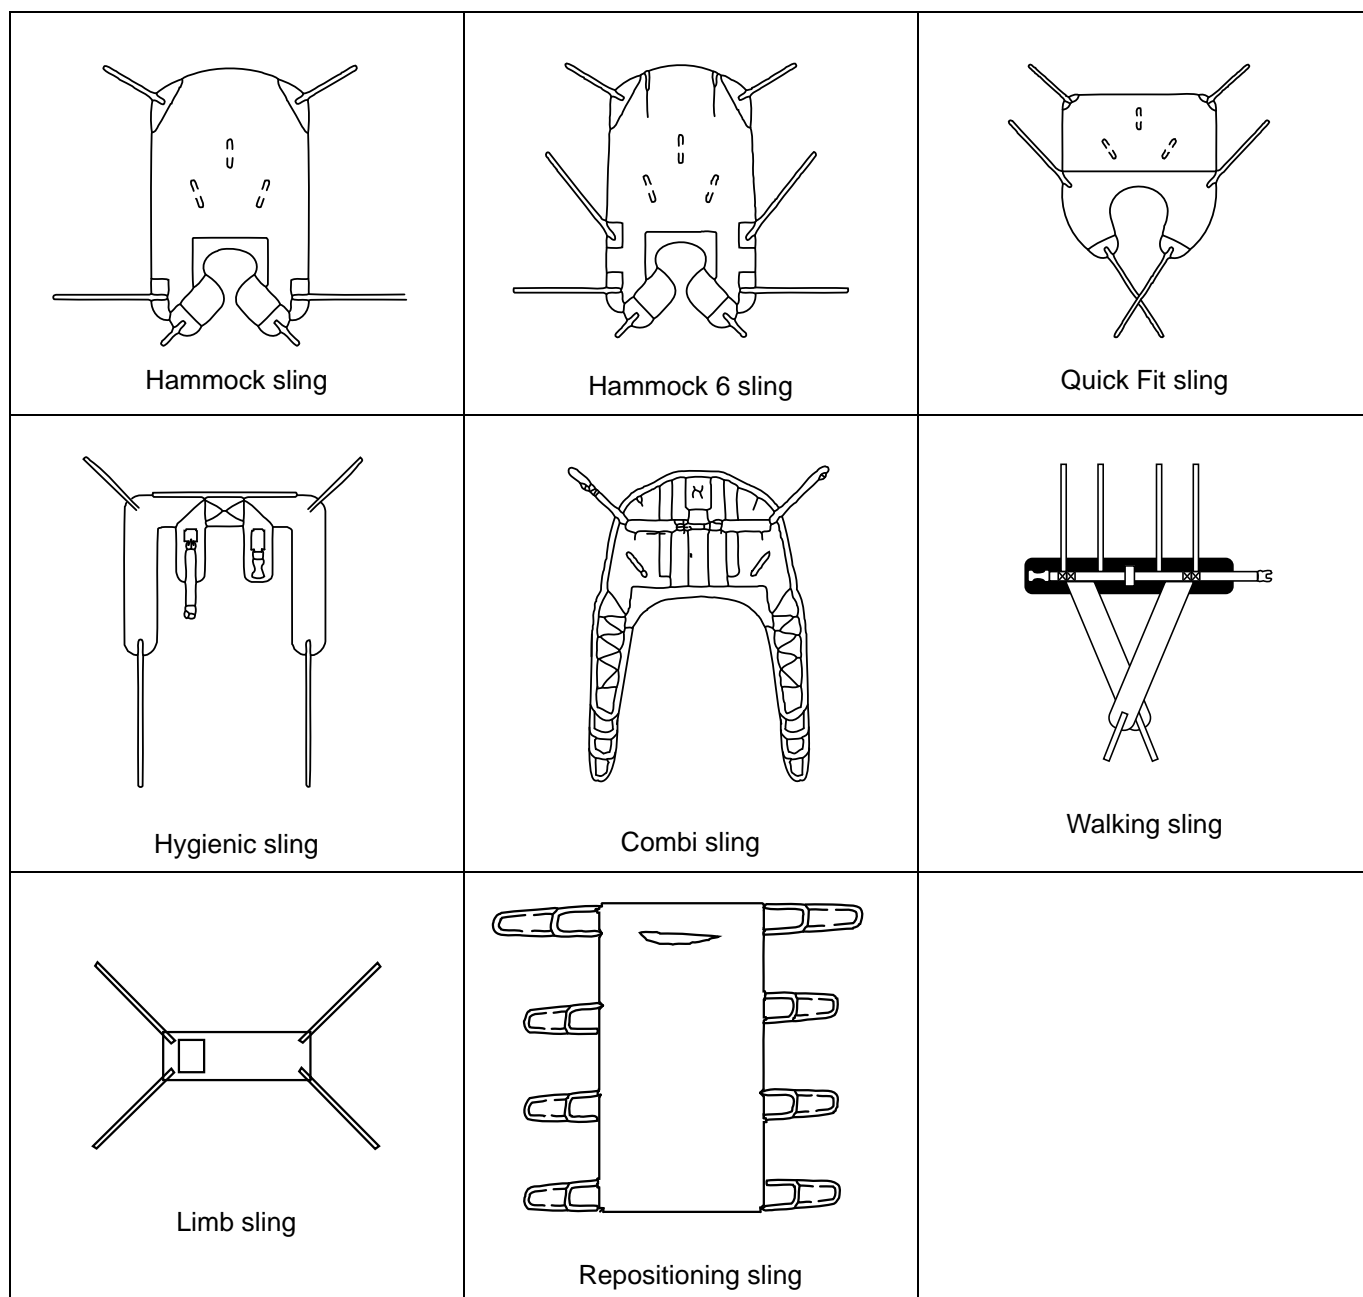 Hammock sling
Hammock 6 sling
Quick Fit sling
Hygienic sling
Combi sling
Walking sling
Limb sling
Repositioning sling